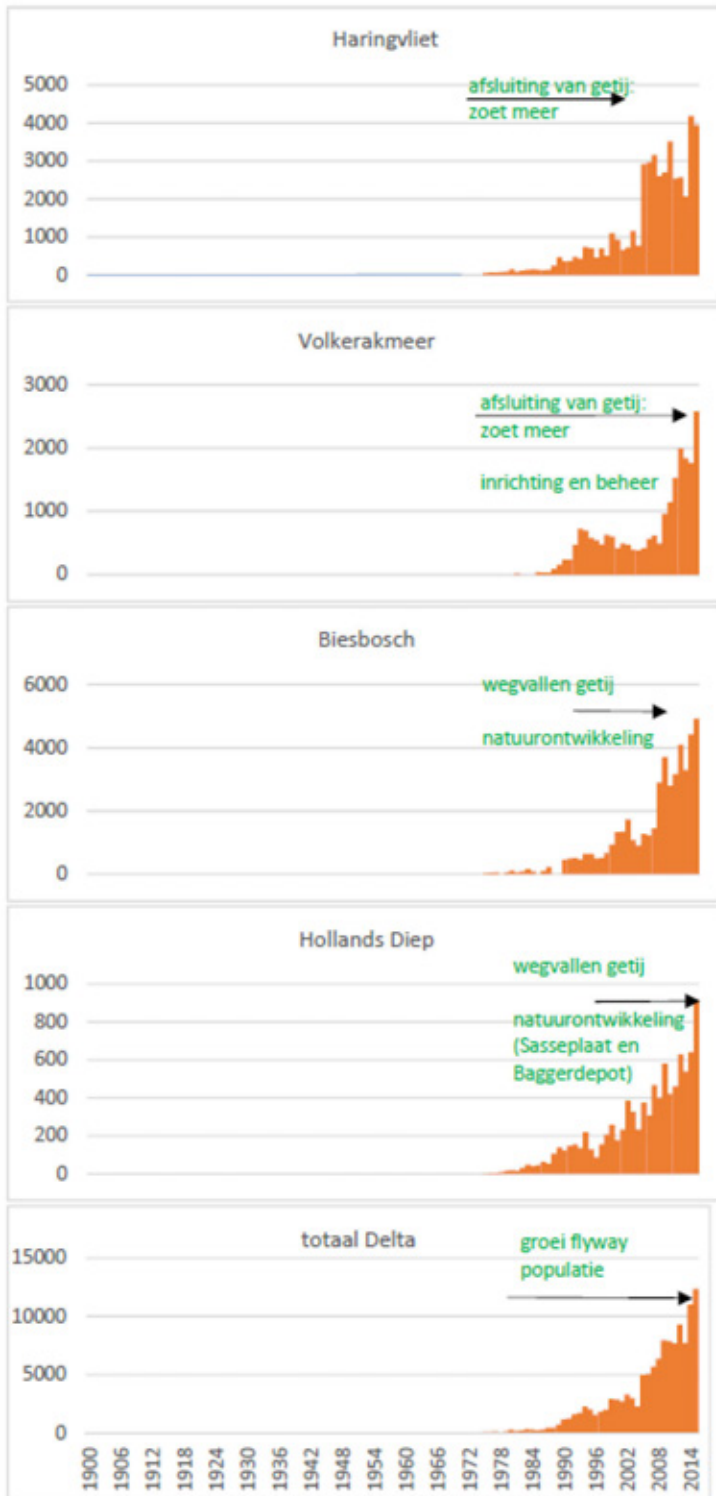 Haringvliet
5000
4000
3000
2000
1000
0
afsluiting van getij:
zoet meer
Volkerakmeer
3000
2000
1000
0
afsluiting van getij:
zoet meer
inrichting en beheer
Biesbosch
6000
4000
2000
0
wegvallen getij
natuurontwikkeling
Hollands Diep
1000
800
600
400
200
0
wegvallen getij
natuurontwikkeling
(Sasseplaat en
Baggerdepot)
totaal Delta
15000
10000
5000
0
groei flyway
populatie
1900
1906
1912
1918
1924
1930
1936
1942
1948
1954
1960
1966
1972
1978
1984
1990
1996
2002
2008
2014